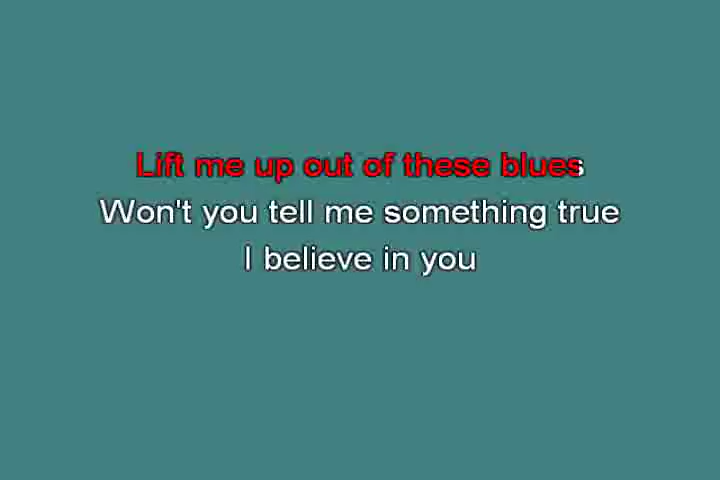 Lift me up out of these blues
Won't you tell me something true
I believe in you